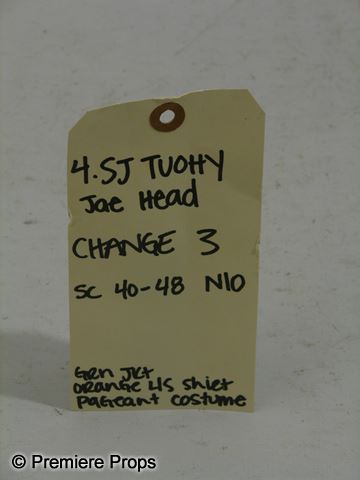 4. SJ TUOHY
Jae Head
CHANGE 3
SC 40-48 N10
GRN JKt
ORANGE L/S Shirt
Pageant Costume
© Premiere Props